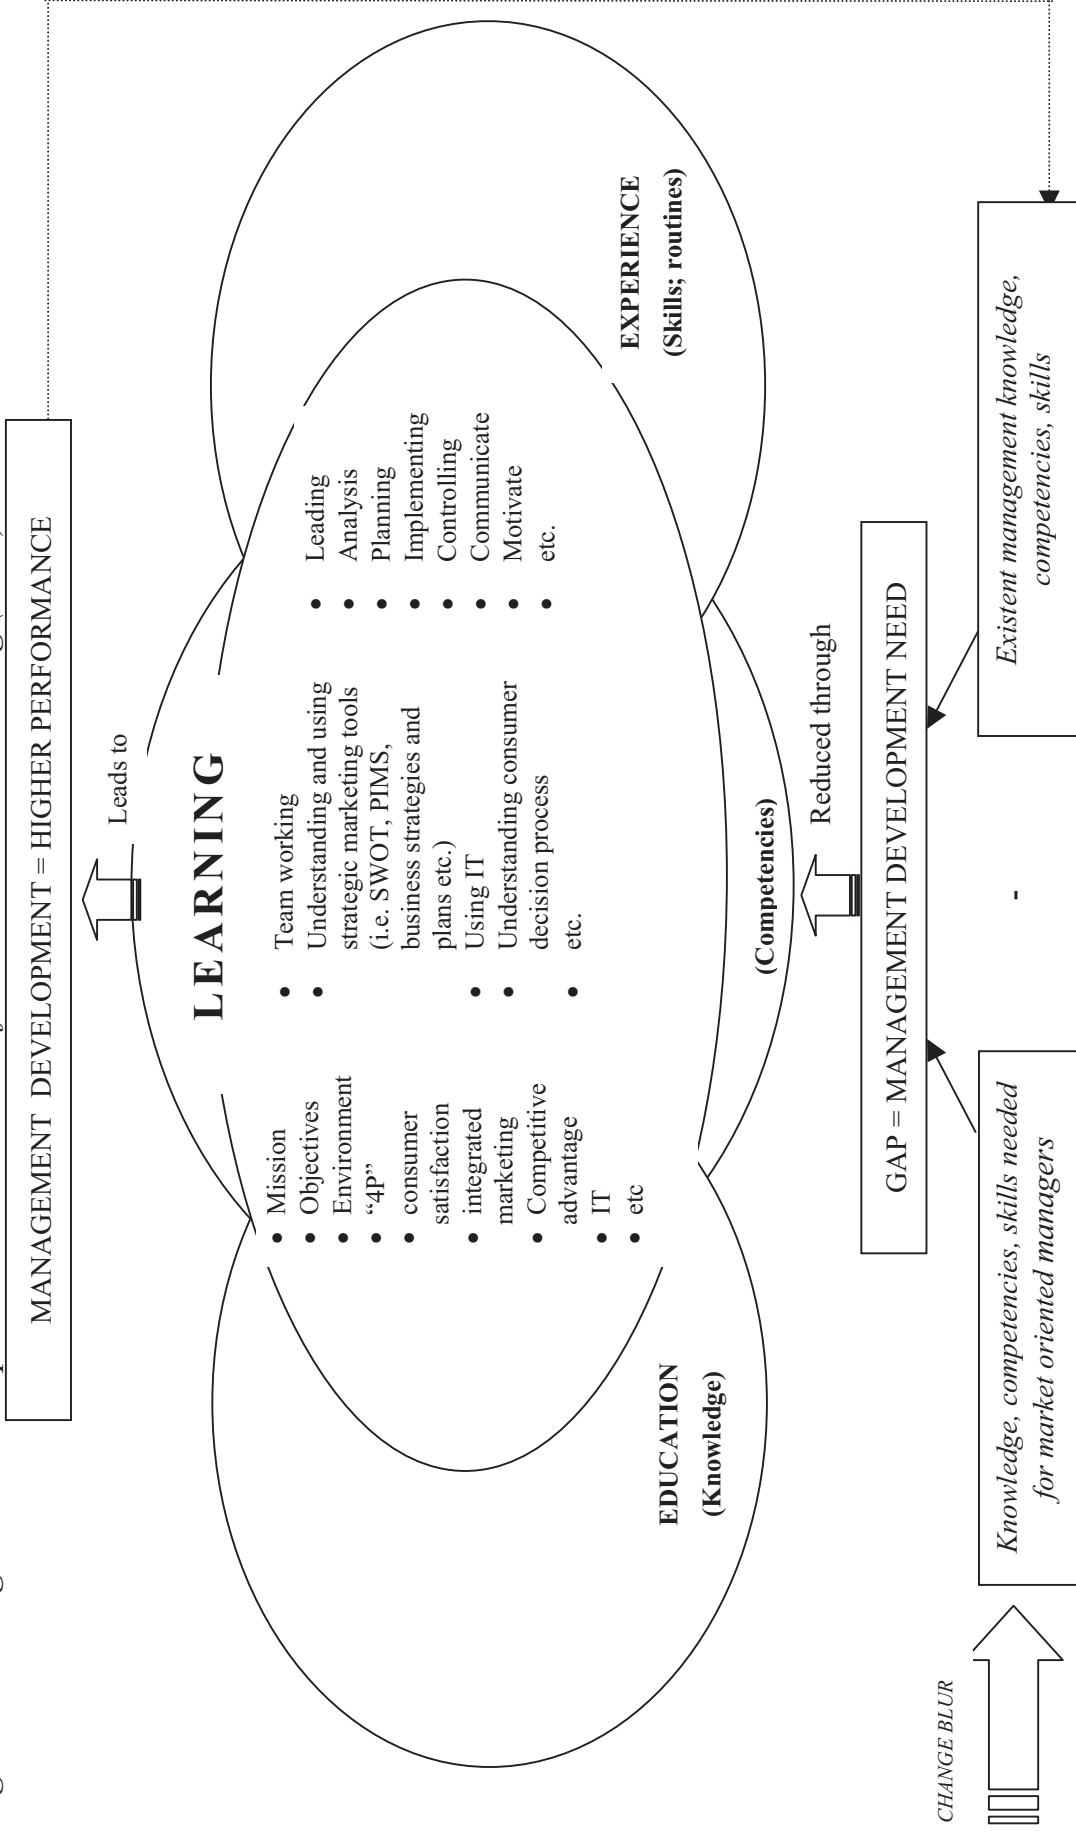 MANAGEMENT DEVELOPMENT = HIGHER PERFORMANCE
Leads to
LEARNING
• Mission
• Objectives
• Environment
• “4P”
• consumer
satisfaction
• integrated
marketing
• Competitive
advantage
• IT
• etc
• Team working
• Understanding and using
strategic marketing tools
(i.e. SWOT, PIMS,
business strategies and
plans etc.)
• Using IT
• Understanding consumer
decision process
• etc.
• Leading
• Analysis
• Planning
• Implementing
• Controlling
• Communicate
• Motivate
• etc.
EDUCATION
(Knowledge)
(Competencies)
EXPERIENCE
(Skills; routines)
Reduced through
GAP = MANAGEMENT DEVELOPMENT NEED
CHANGE BLUR
Knowledge, competencies, skills needed
for market oriented managers
-
Existent management knowledge,
competencies, skills